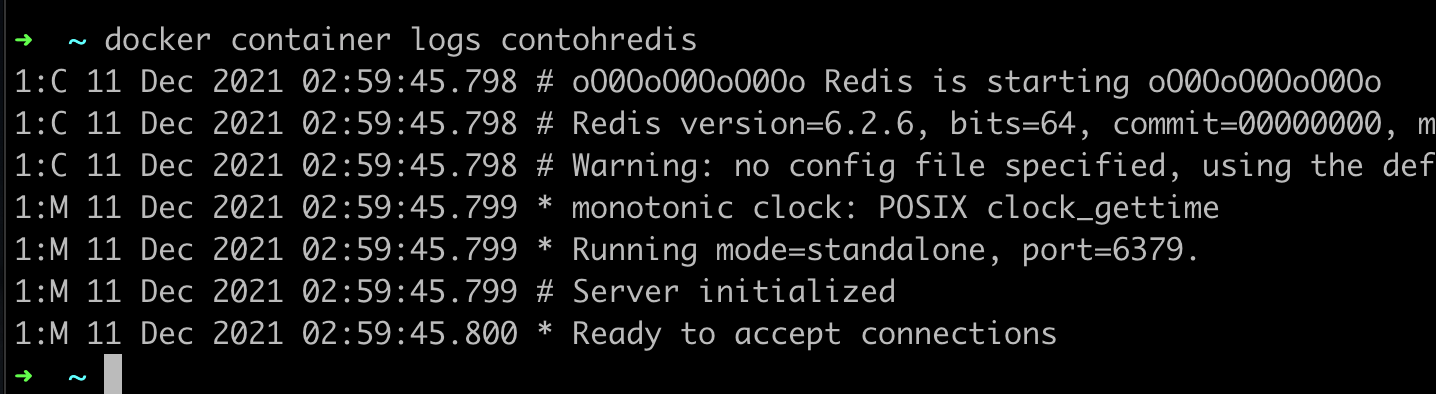 ➜ ~ docker container logs contohredis
1:C 11 Dec 2021 02:59:45.798 # oO0OoO0OoO0Oo Redis is starting oO0OoO0OoO0Oo
1:C 11 Dec 2021 02:59:45.798 # Redis version=6.2.6, bits=64, commit=00000000, m
1:C 11 Dec 2021 02:59:45.798 # Warning: no config file specified, using the def
1:M 11 Dec 2021 02:59:45.799 * monotonic clock: POSIX clock_gettime
1:M 11 Dec 2021 02:59:45.799 * Running mode=standalone, port=6379.
1:M 11 Dec 2021 02:59:45.799 # Server initialized
1:M 11 Dec 2021 02:59:45.800 * Ready to accept connections
➜ ~